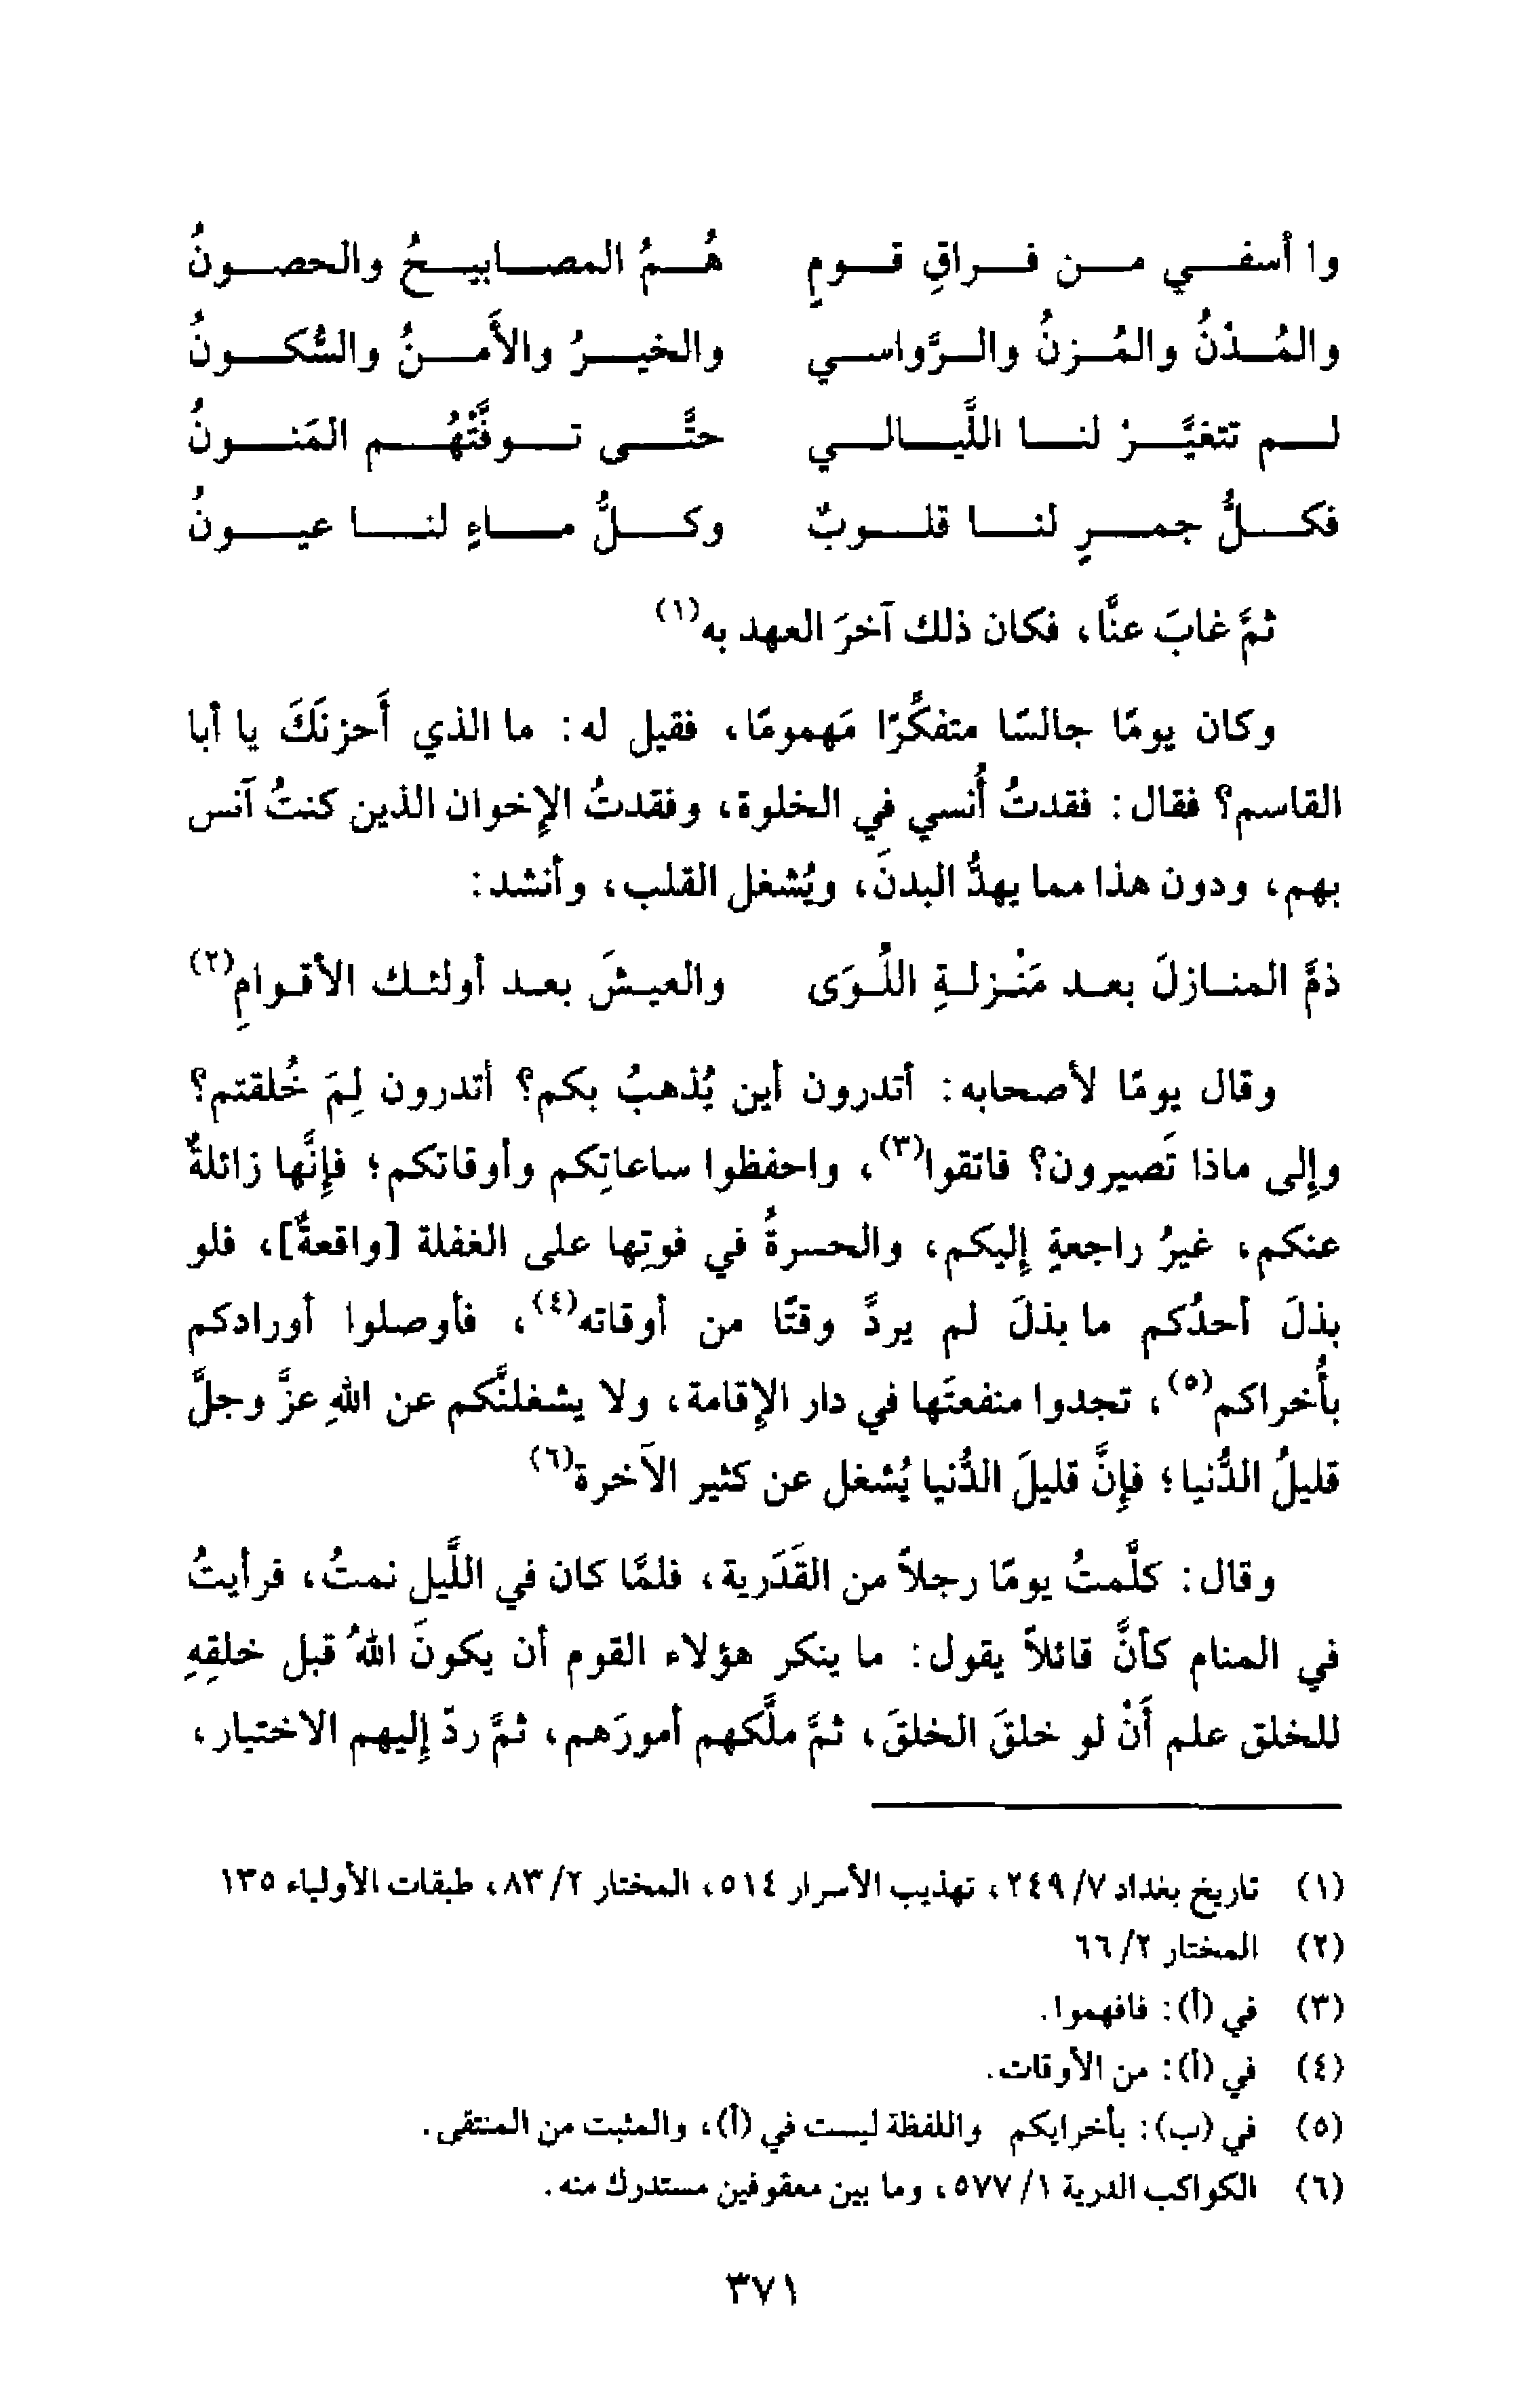 وا أسفي من فراقِ قومٍ هُمُ المصابيحُ والحصونُ
والمُدْنُ والمُزنُ والرَّواسي والخيرُ والأَمنُ والسُّكونُ
لم تتغيَّرْ لنا اللَّيالي حتَّى توفَّتْهُم المَنونُ
فكلُّ جمرٍ لنا قلوبٌ وكلُّ ماءٍ لنا عيونُ
ثمَّ غابَ عنَّا، فكان ذلك آخرَ العهد به(١)
وكان يومًا جالسًا متفكِّرًا مَهمومًا، فقيل له: ما الذي أَحزنَكَ يا أبا
القاسم؟ فقال: فقدتُ أُنسي في الخلوة، وفقدتُ الإخوان الذين كنتُ آنس
بهم، ودون هذا مما يهدُّ البدنَ، ويُشغل القلب، وأنشد:
ذمَّ المنازلَ بعد مَنْزلةِ اللَّوَى والعيشَ بعد أولئك الأقوامِ(٢)
وقال يومًا لأصحابه: أتدرون أين يُذهبُ بكم؟ أتدرون لِمَ خُلقتم؟
وإلى ماذا تَصيرون؟ فاتقوا(٣)، واحفظوا ساعاتِكم وأوقاتكم؛ فإنَّها زائلةٌ
عنكم، غيرُ راجعةٍ إليكم، والحسرةُ في فوتِها على الغفلة [واقعةٌ]، فلو
بذلَ أحدُكم ما بذلَ لم يردَّ وقتًا من أوقاته(٤)، فأوصلوا أورادكم
بأُخراكم(٥)، تجدوا منفعتَها في دار الإقامة، ولا يشغلنَّكم عن اللهِ عزَّ وجلَّ
قليلُ الدُّنيا؛ فإنَّ قليلَ الدُّنيا يُشغل عن كثير الآخرة(٦)
وقال: كلَّمتُ يومًا رجلاً من القَدَرية، فلمَّا كان في اللَّيل نمتُ، فرأيتُ
في المنام كأنَّ قائلاً يقول: ما ينكر هؤلاء القوم أن يكونَ اللهُ قبل خلقِهِ
للخلق علم أَنْ لو خلقَ الخلقَ، ثمَّ ملَّكهم أمورَهم، ثمَّ ردّ إليهم الاختيار،
(١) تاريخ بغداد ٧/ ٢٤٩، تهذيب الأسرار ٥١٤، المختار ٢/ ٨٣، طبقات الأولياء ١٣٥
(٢) المختار ٢/ ٦٦
(٣) في (أ): فافهموا.
(٤) في (أ): من الأوقات.
(٥) في (ب): بأخرايكم واللفظة ليست في (أ)، والمثبت من المنتقى.
(٦) الكواكب الدرية ١/ ٥٧٧، وما بين معقوفين مستدرك منه.
٣٧١